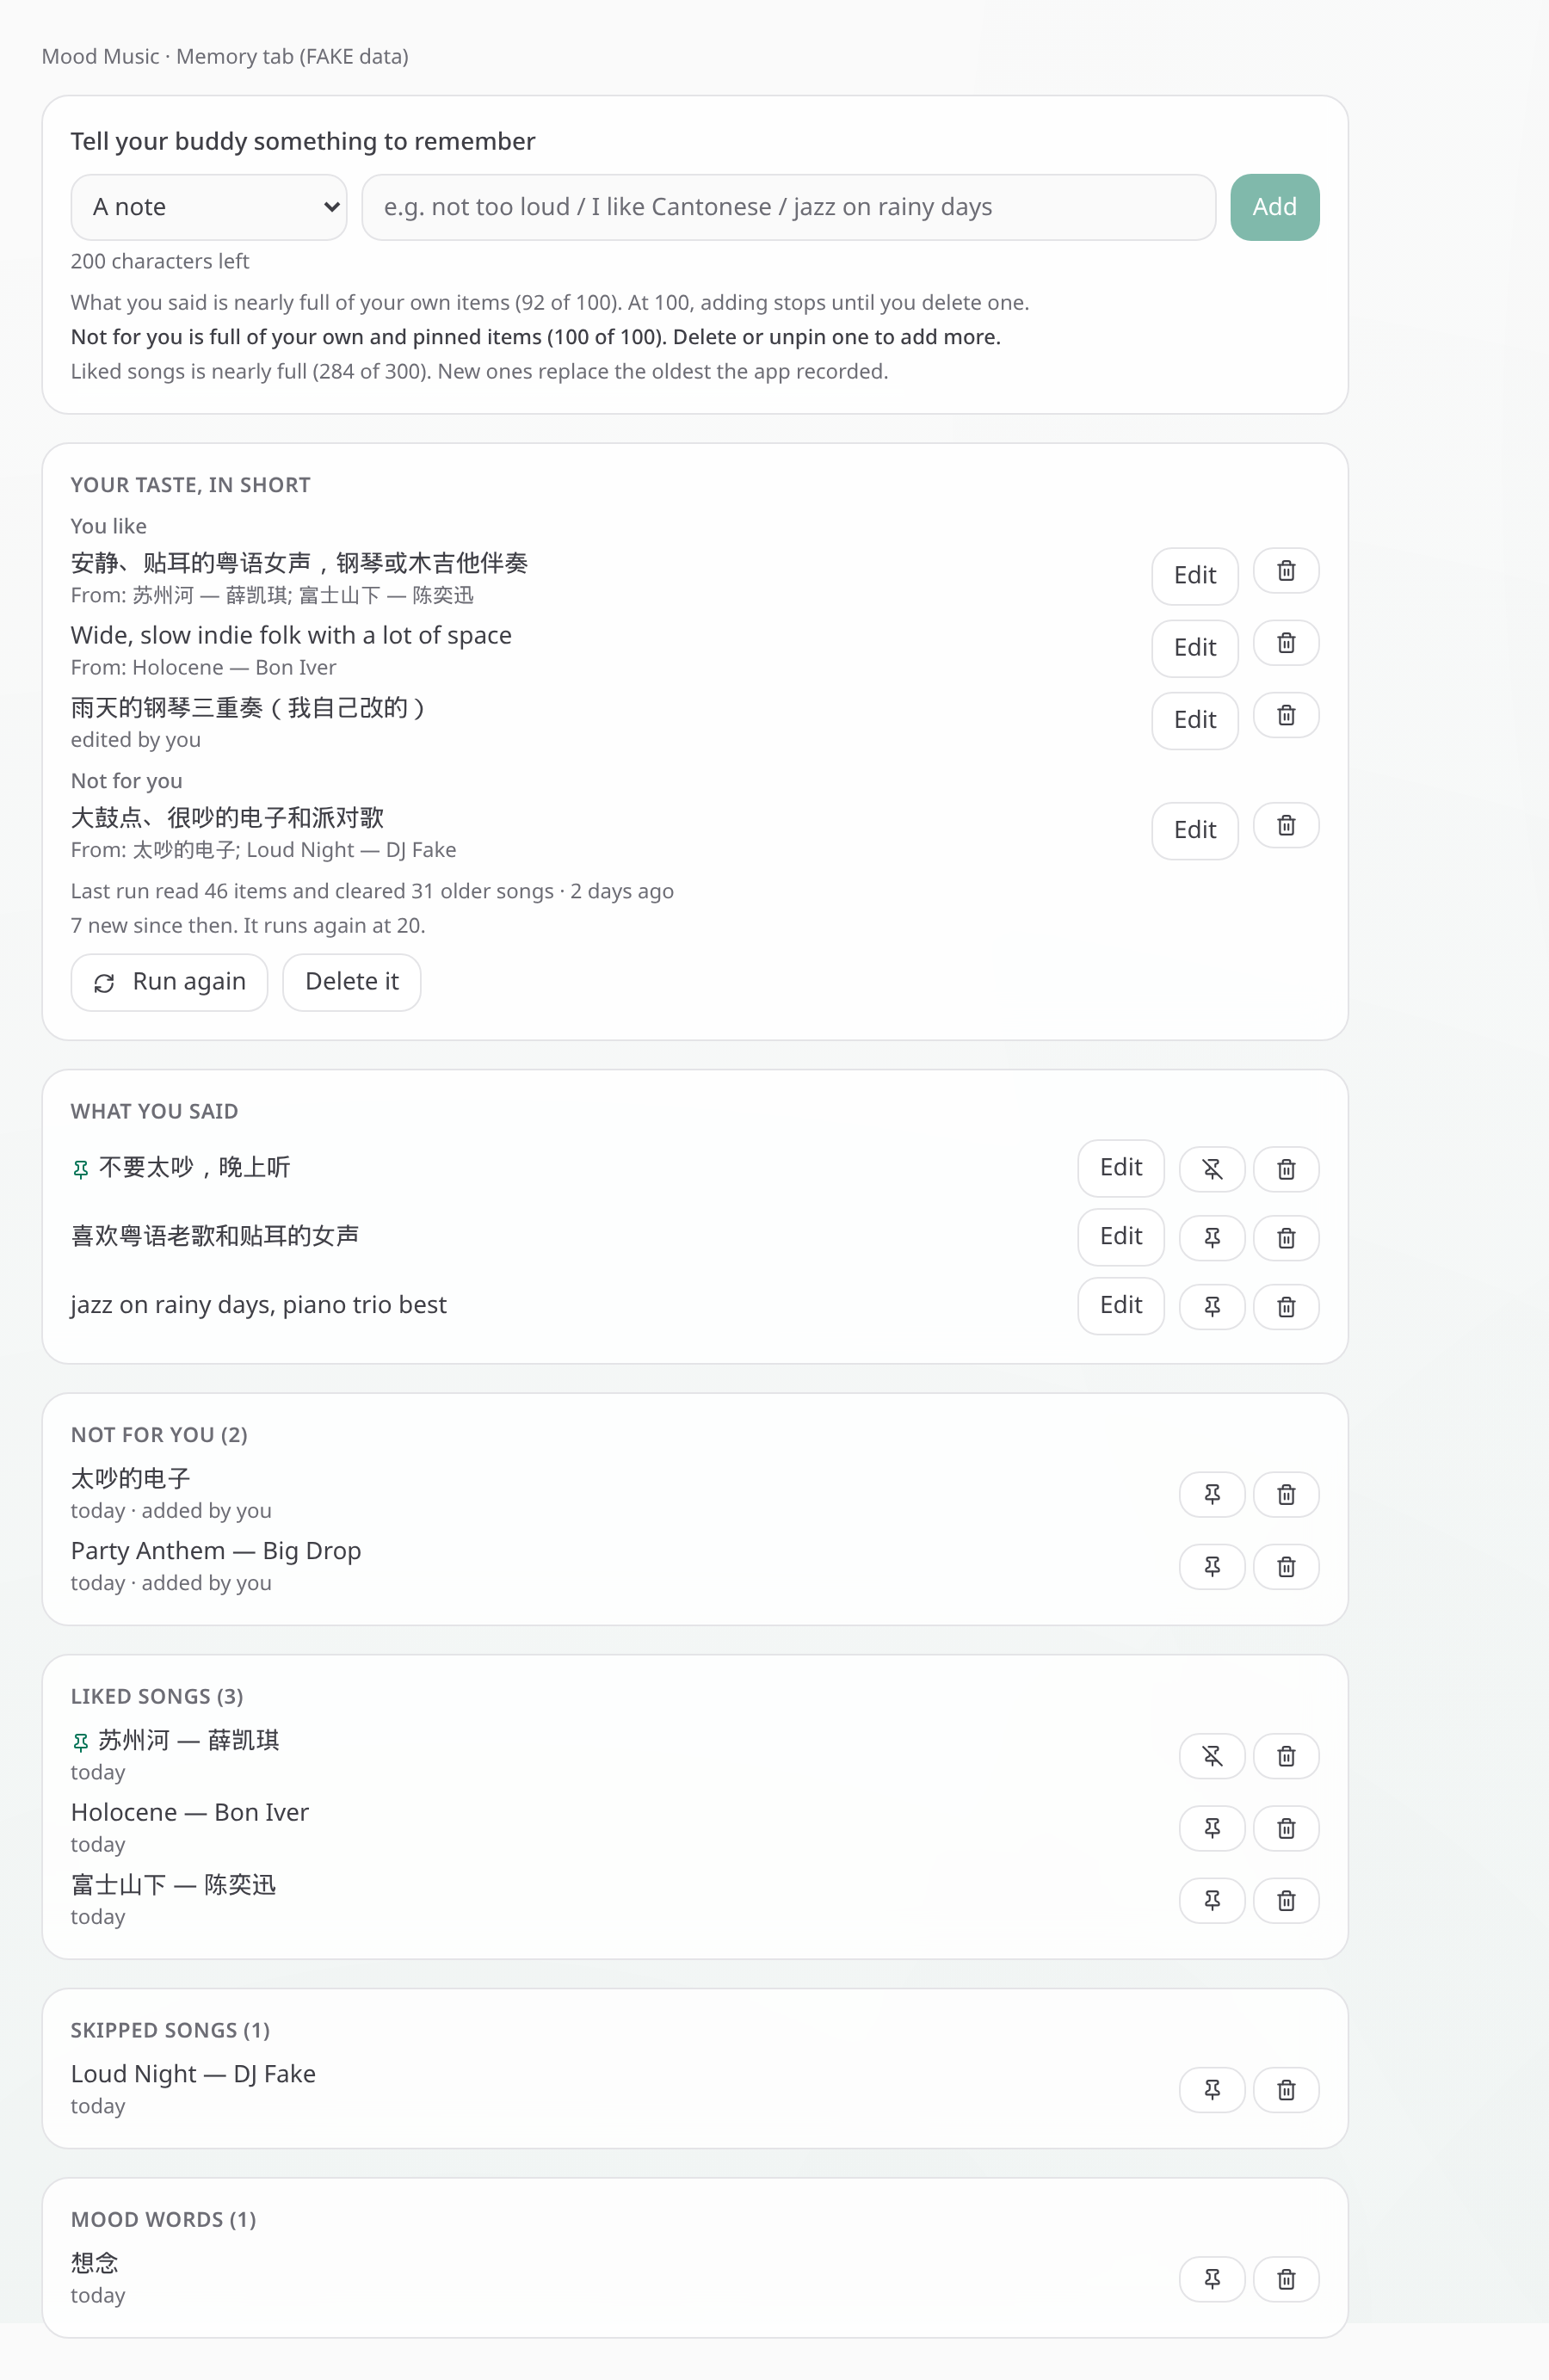 Mood Music · Memory tab (FAKE data)
Tell your buddy something to remember
A note
e.g. not too loud / I like Cantonese / jazz on rainy days
Add
200 characters left
What you said is nearly full of your own items (92 of 100). At 100, adding stops until you delete one.
Not for you is full of your own and pinned items (100 of 100). Delete or unpin one to add more.
Liked songs is nearly full (284 of 300). New ones replace the oldest the app recorded.
YOUR TASTE, IN SHORT
You like
安静、贴耳的粤语女声，钢琴或木吉他伴奏
Edit
From: 苏州河 — 薛凯琪; 富士山下 — 陈奕迅
Wide, slow indie folk with a lot of space
Edit
From: Holocene — Bon Iver
雨天的钢琴三重奏（我自己改的）
Edit
edited by you
Not for you
大鼓点、很吵的电子和派对歌
Edit
From: 太吵的电子; Loud Night — DJ Fake
Last run read 46 items and cleared 31 older songs · 2 days ago
7 new since then. It runs again at 20.
Run again
Delete it
WHAT YOU SAID
不要太吵，晚上听
Edit
喜欢粤语老歌和贴耳的女声
Edit
jazz on rainy days, piano trio best
Edit
NOT FOR YOU (2)
太吵的电子
today · added by you
Party Anthem — Big Drop
today · added by you
LIKED SONGS (3)
苏州河 — 薛凯琪
today
Holocene — Bon Iver
today
富士山下 — 陈奕迅
today
SKIPPED SONGS (1)
Loud Night — DJ Fake
today
MOOD WORDS (1)
想念
today